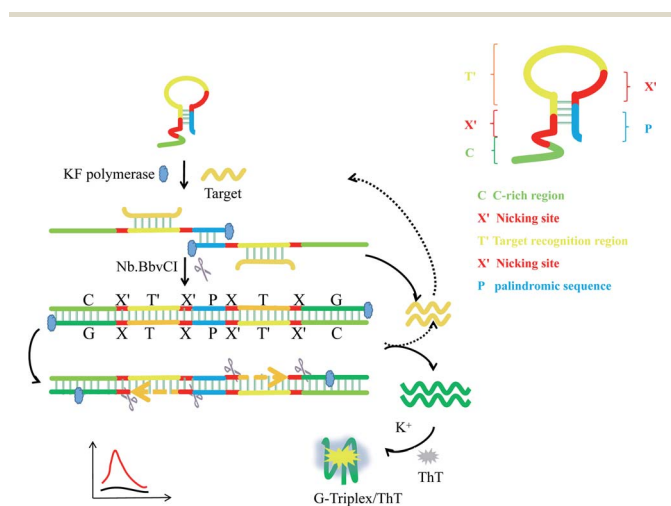 T'
X'
X'
P
C
KF polymerase
Target
C C-rich region
X' Nicking site
T' Target recognition region
X' Nicking site
P palindromic sequence
Nb.BbvCI
C X' T' X' P X T X G
G X T X P X' T' X' C
K⁺
ThT
G-Triplex/ThT